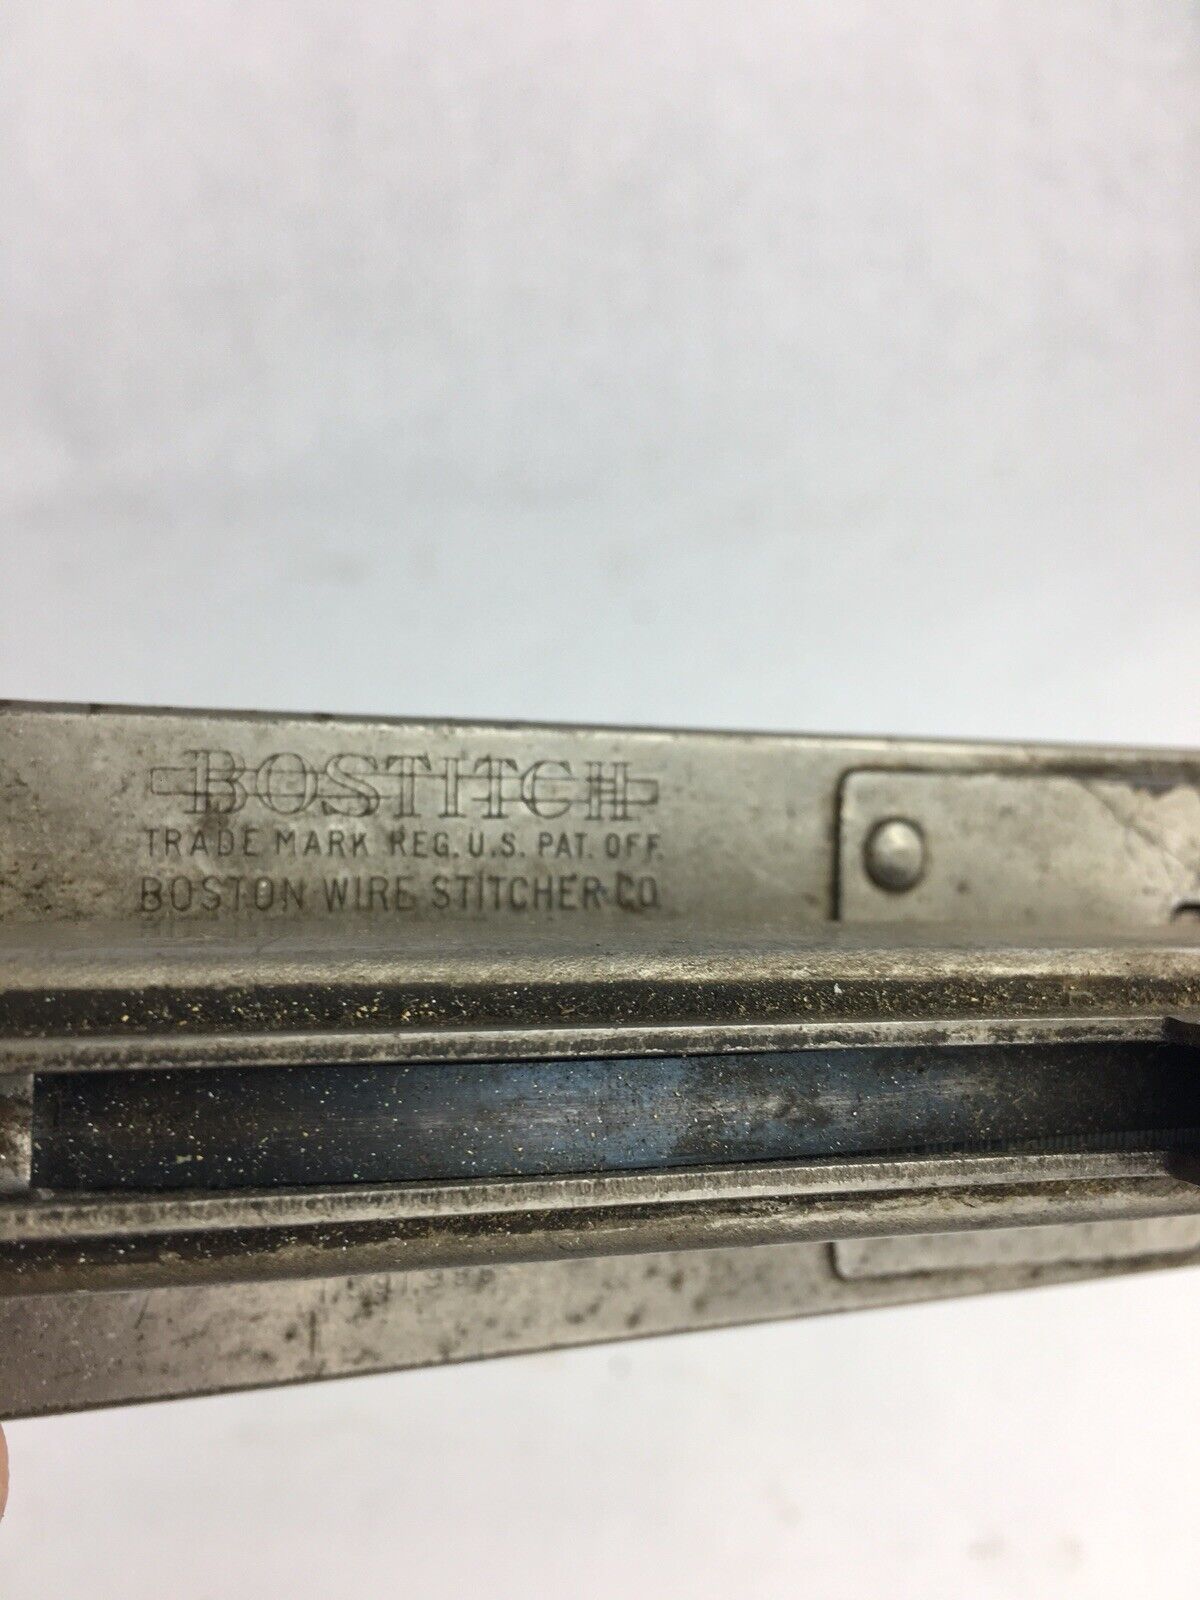 BOSTITCH
TRADE MARK REG. U.S. PAT. OFF.
BOSTON WIRE STITCHER CO.